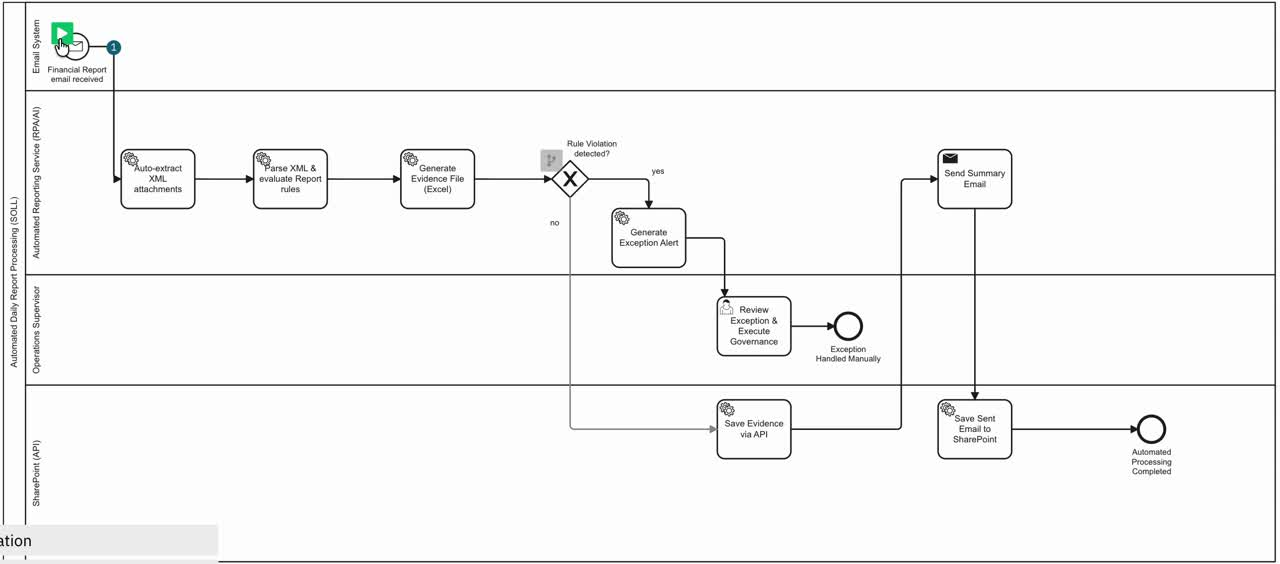 Automated Daily Report Processing (SOLL)
Email System
1
Financial Report
email received
Automated Reporting Service (RPA/AI)
Auto-extract
XML
attachments
Parse XML &
evaluate Report
rules
Generate
Evidence File
(Excel)
Rule Violation
detected?
yes
no
Generate
Exception Alert
Send Summary
Email
Operations Supervisor
Review
Exception &
Execute
Governance
Exception
Handled Manually
SharePoint (API)
Save Evidence
via API
Save Sent
Email to
SharePoint
Automated
Processing
Completed
ation